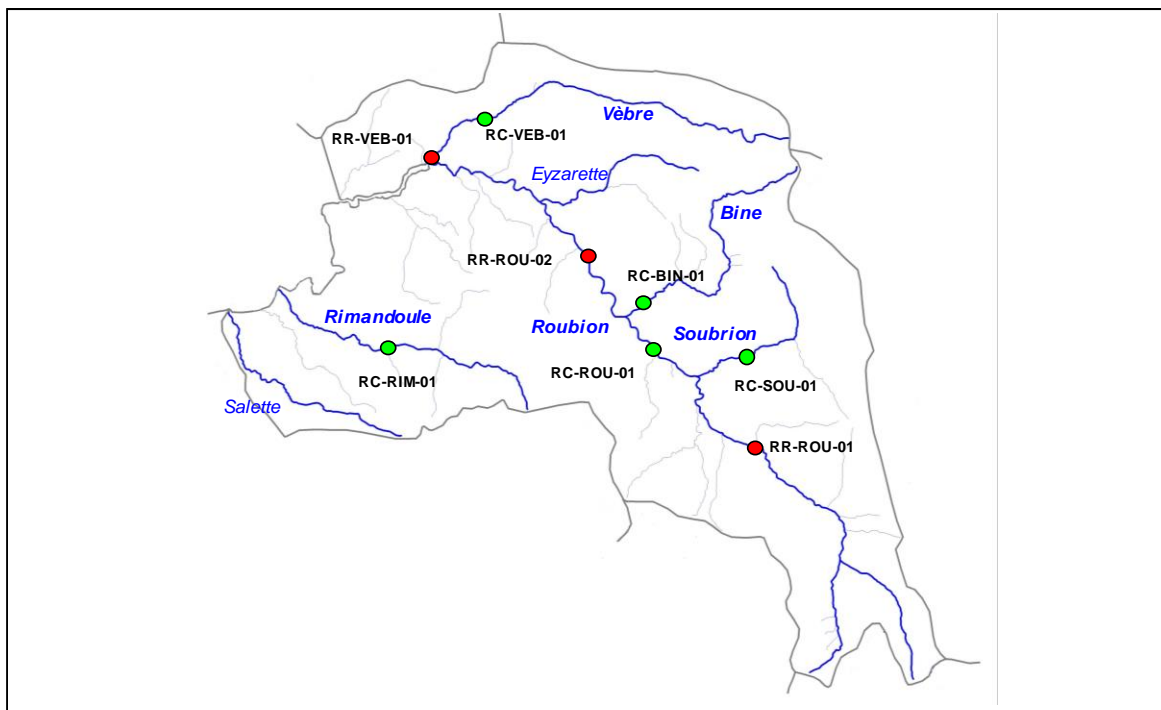 Vèbre
RR-VEB-01
RC-VEB-01
Eyzarette
Bine
RR-ROU-02
RC-BIN-01
Rimandoule
Roubion
Soubrion
RC-ROU-01
RC-RIM-01
RC-SOU-01
Salette
RR-ROU-01